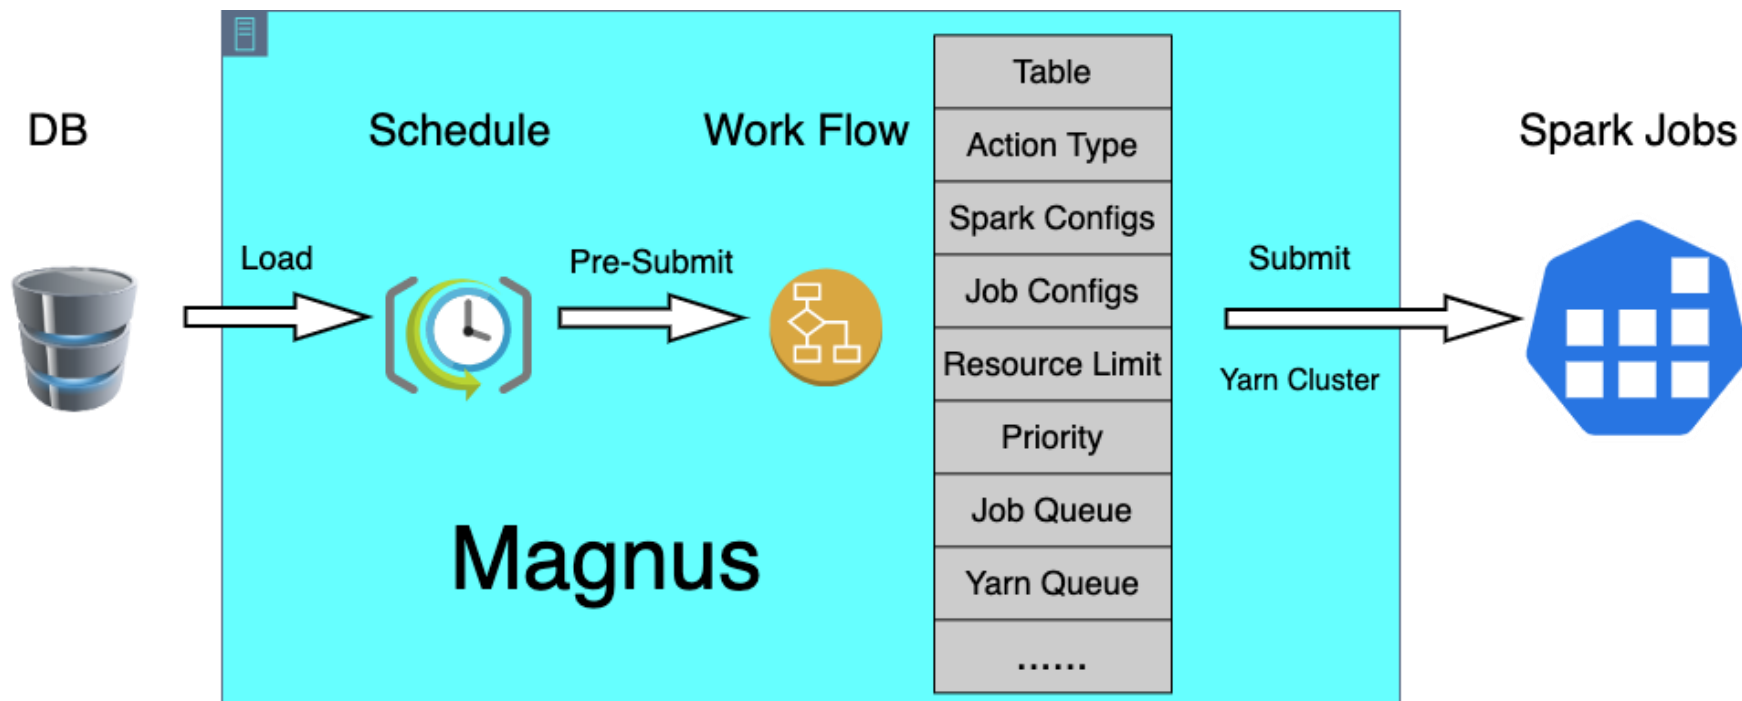 DB
Schedule
Work Flow
Spark Jobs
Load
Pre-Submit
Table
Action Type
Spark Configs
Job Configs
Resource Limit
Priority
Job Queue
Yarn Queue
......
Submit
Yarn Cluster
Magnus